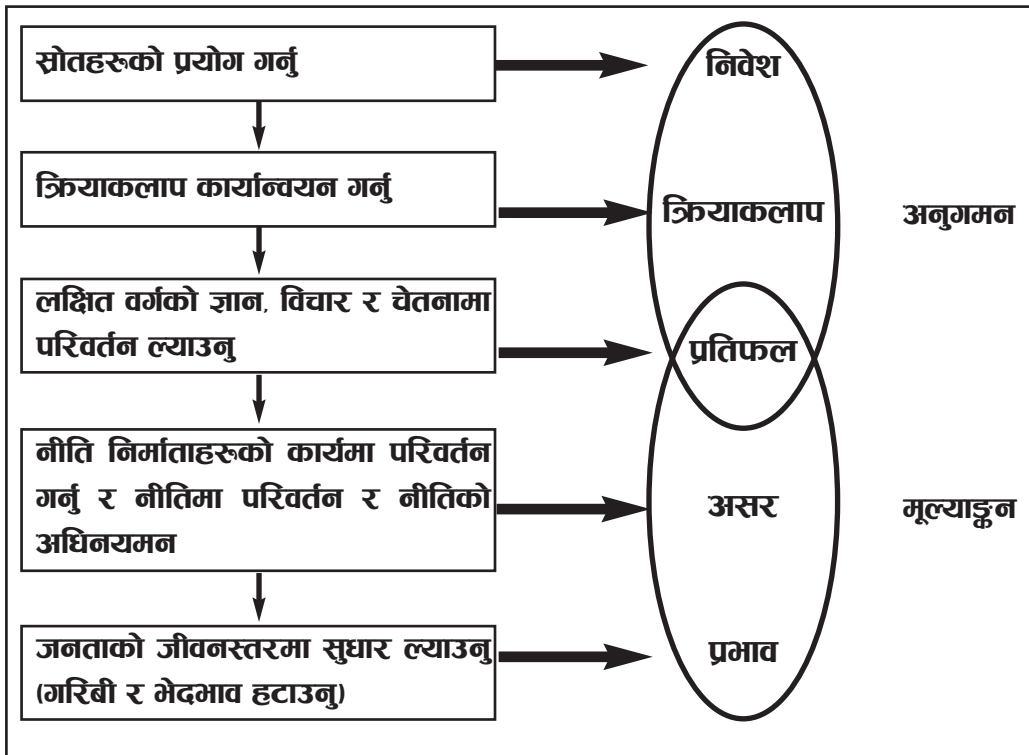 स्रोतहरूको प्रयोग गर्नु
निवेश
क्रियाकलाप कार्यान्वयन गर्नु
क्रियाकलाप
अनुगमन
लक्षित वर्गको ज्ञान, विचार र चेतनामा
परिवर्तन ल्याउनु
प्रतिफल
नीति निर्माताहरूको कार्यमा परिवर्तन
गर्नु र नीतिमा परिवर्तन र नीतिको
अधिनयमन
असर
मूल्याङ्कन
जनताको जीवनस्तरमा सुधार ल्याउनु
(गरिबी र भेदभाव हटाउनु)
प्रभाव